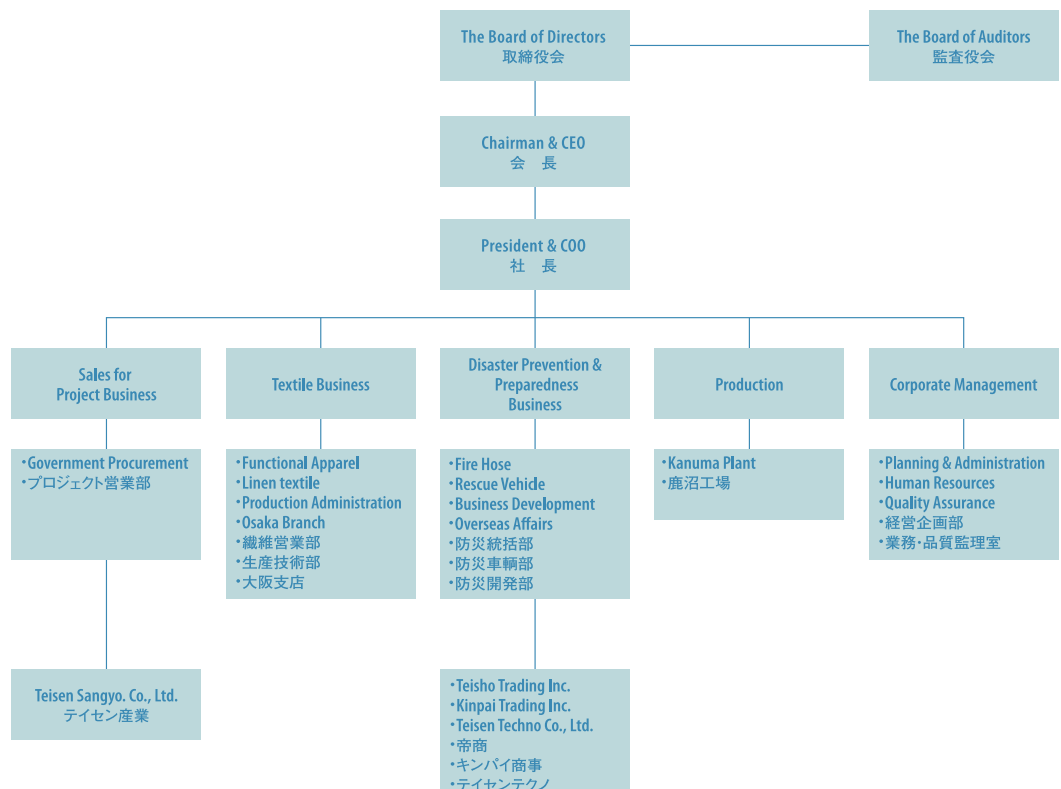 The Board of Directors
取締役会
The Board of Auditors
監査役会
Chairman & CEO
会 長
President & COO
社 長
Sales for
Project Business
Textile Business
Disaster Prevention &
Preparedness
Business
Production
Corporate Management
・Government Procurement
・プロジェクト営業部
・Functional Apparel
・Linen textile
・Production Administration
・Osaka Branch
・繊維営業部
・生産技術部
・大阪支店
・Fire Hose
・Rescue Vehicle
・Business Development
・Overseas Affairs
・防災統括部
・防災車輌部
・防災開発部
・Kanuma Plant
・鹿沼工場
・Planning & Administration
・Human Resources
・Quality Assurance
・経営企画部
・業務・品質監理室
Teisen Sangyo. Co., Ltd.
テイセン産業
・Teisho Trading Inc.
・Kinpai Trading Inc.
・Teisen Techno Co., Ltd.
・帝商
・キンパイ商事
・テイセンテクノ